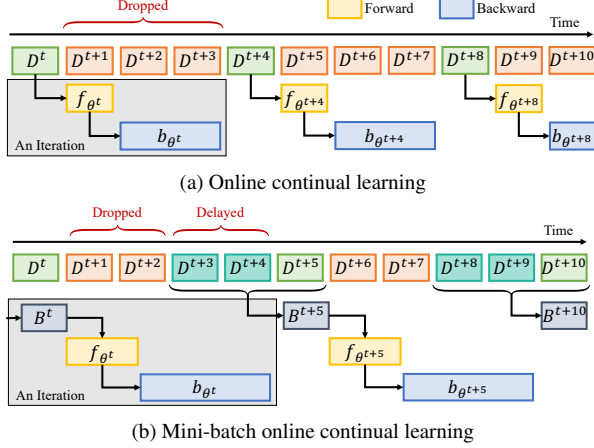 Dropped
Forward
Backward
Time
D^t D^{t+1} D^{t+2} D^{t+3} D^{t+4} D^{t+5} D^{t+6} D^{t+7} D^{t+8} D^{t+9} D^{t+10}
f_{θ^t} f_{θ^{t+4}} f_{θ^{t+8}}
An Iteration
b_{θ^t} b_{θ^{t+4}} b_{θ^{t+8}}
(a) Online continual learning
Dropped Delayed
Time
D^t D^{t+1} D^{t+2} D^{t+3} D^{t+4} D^{t+5} D^{t+6} D^{t+7} D^{t+8} D^{t+9} D^{t+10}
B^t B^{t+5} B^{t+10}
f_{θ^t} f_{θ^{t+5}}
An Iteration
b_{θ^t} b_{θ^{t+5}}
(b) Mini-batch online continual learning